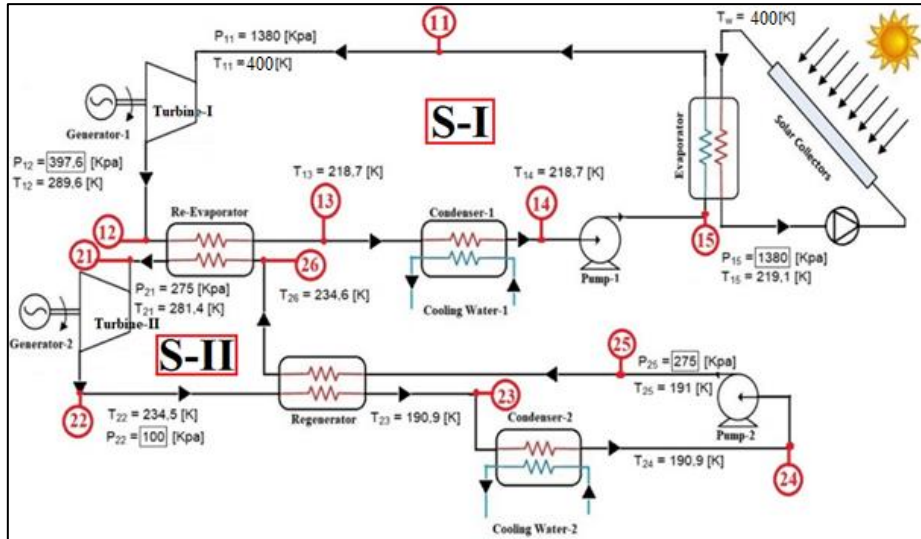 11
P11 = 1380 [Kpa]
T11 = 400[K]
Tw = 400[K]
Turbine-I
Generator-1
S-I
Evaporator
Solar Collectors
P12 = 397,6 [Kpa]
T12 = 289,6 [K]
T13 = 218,7 [K]
T14 = 218,7 [K]
13
14
Re-Evaporator
Condenser-1
12
21
26
15
Pump-1
Cooling Water-1
P15 = 1380 [Kpa]
T15 = 219,1 [K]
P21 = 275 [Kpa]
T21 = 281,4 [K]
T26 = 234,6 [K]
Turbine-II
Generator-2
S-II
25
P25 = 275 [Kpa]
T25 = 191 [K]
22
T22 = 234,5 [K]
P22 = 100 [Kpa]
Regenerator
T23 = 190,9 [K]
23
Condenser-2
Pump-2
T24 = 190,9 [K]
24
Cooling Water-2